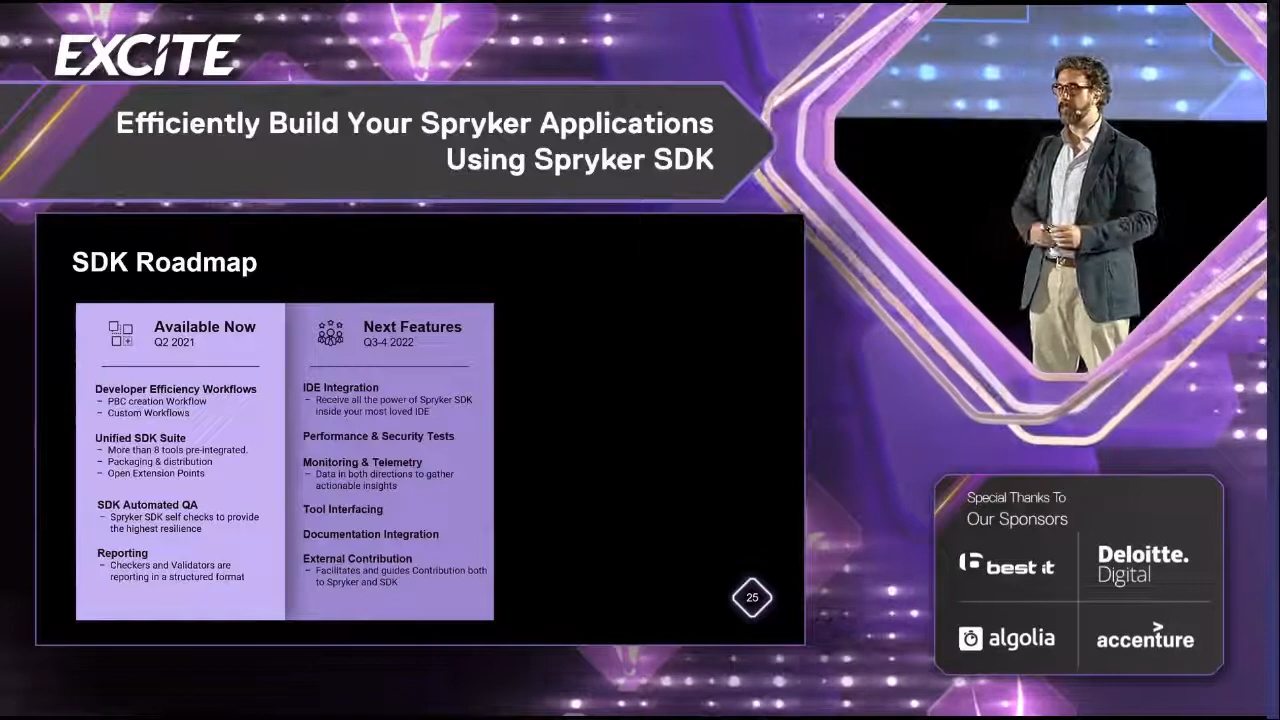 EXCITE
Efficiently Build Your Spryker Applications
Using Spryker SDK
SDK Roadmap
Available Now
Q2 2021
Developer Efficiency Workflows
– PBC creation Workflow
– Custom Workflows
Unified SDK Suite
– More than 8 tools pre-integrated.
– Packaging & distribution
– Open Extension Points
SDK Automated QA
– Spryker SDK self checks to provide
the highest resilience
Reporting
– Checkers and Validators are
reporting in a structured format
Next Features
Q3-4 2022
IDE Integration
– Receive all the power of Spryker SDK
inside your most loved IDE
Performance & Security Tests
Monitoring & Telemetry
– Data in both directions to gather
actionable insights
Tool Interfacing
Documentation Integration
External Contribution
– Facilitates and guides Contribution both
to Spryker and SDK
25
Special Thanks To
Our Sponsors
best it
Deloitte.
Digital
algolia
accenture